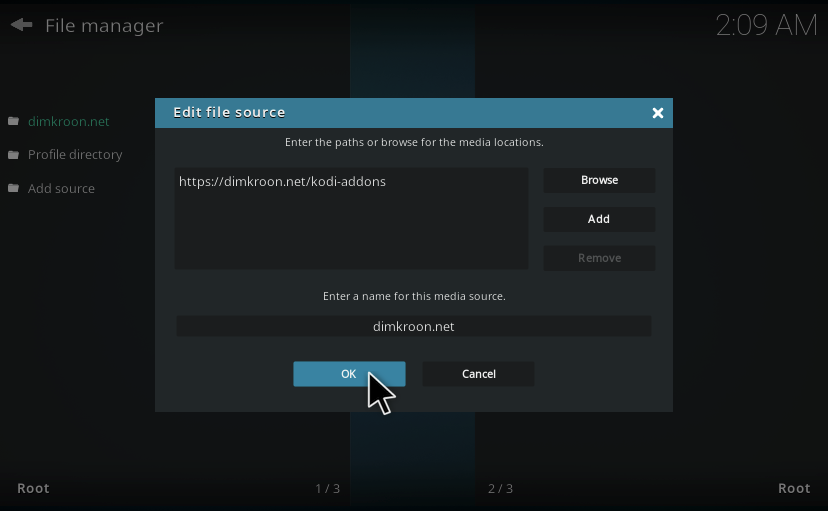 File manager
2:09 AM
dimkroon.net
Profile directory
Add source
Edit file source
Enter the paths or browse for the media locations.
https://dimkroon.net/kodi-addons
Browse
Add
Remove
Enter a name for this media source.
dimkroon.net
OK
Cancel
Root
1 / 3
2 / 3
Root